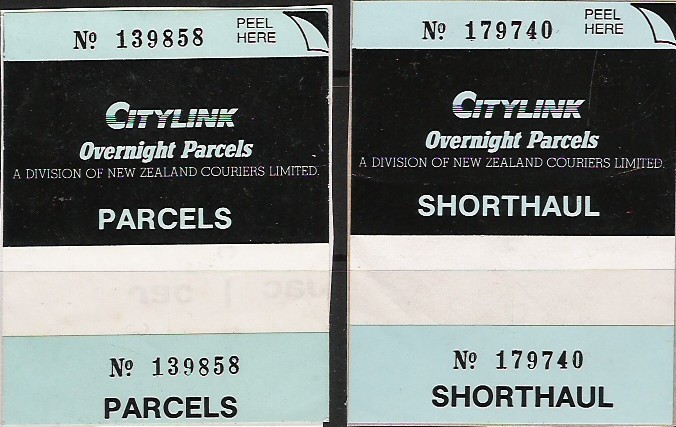 Nº 139858 PEEL
HERE
CITYLINK
Overnight Parcels
A DIVISION OF NEW ZEALAND COURIERS LIMITED.
PARCELS
Nº 139858
PARCELS
Nº 179740 PEEL
HERE
CITYLINK
Overnight Parcels
A DIVISION OF NEW ZEALAND COURIERS LIMITED.
SHORTHAUL
Nº 179740
SHORTHAUL